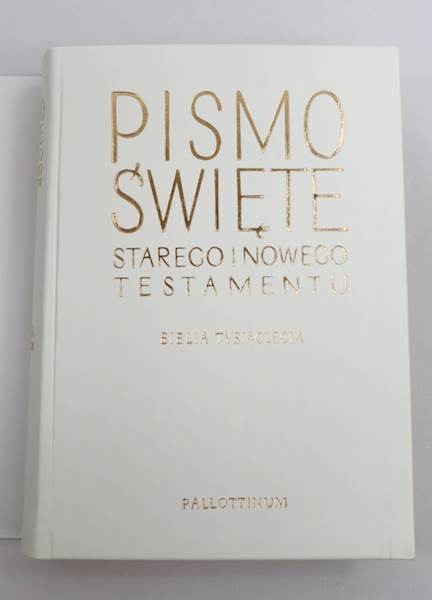 PISMO
ŚWIĘTE
STAREGO I NOWEGO
TESTAMENTU
BIBLIA TYSIĄCLECIA
PALLOTTINUM